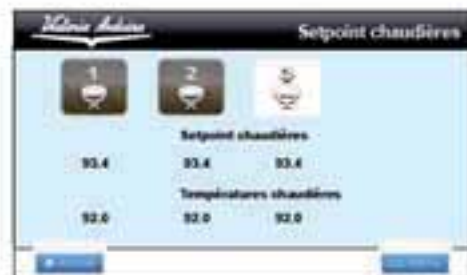 Victoria Arduino
Setpoint chaudières
1 2 3
Setpoint chaudières
93.4 93.4 93.4
Températures chaudières
92.0 92.0 92.0